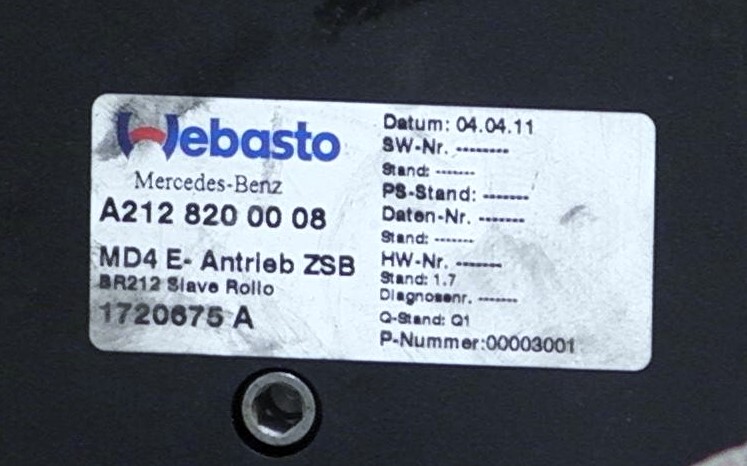 Webasto
Mercedes-Benz
A212 820 00 08
MD4 E- Antrieb ZSB
BR212 Slave Rollo
1720675 A
Datum: 04.04.11
SW-Nr. --------
Stand: -------
PS-Stand: -------
Daten-Nr. -------
Stand: -------
HW-Nr. -------
Stand: 1.7
Diagnosenr. -------
Q-Stand: Q1
P-Nummer:00003001